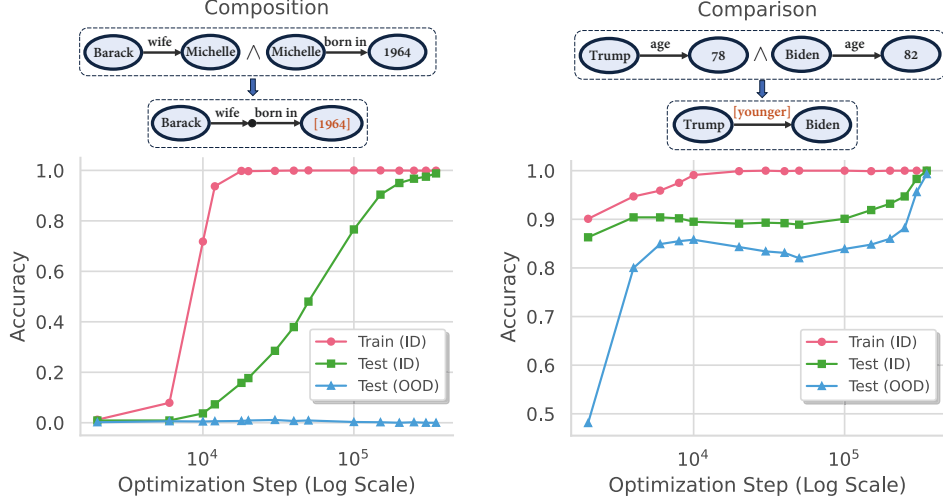 Composition
wife
born in
Barack
Michelle
∧
Michelle
1964
wife
born in
Barack
[1964]
1.0
0.8
0.6
0.4
0.2
0.0
Accuracy
Train (ID)
Test (ID)
Test (OOD)
10^4
10^5
Optimization Step (Log Scale)
Comparison
age
age
Trump
78
∧
Biden
82
[younger]
Trump
Biden
1.0
0.9
0.8
0.7
0.6
0.5
Accuracy
Train (ID)
Test (ID)
Test (OOD)
10^4
10^5
Optimization Step (Log Scale)